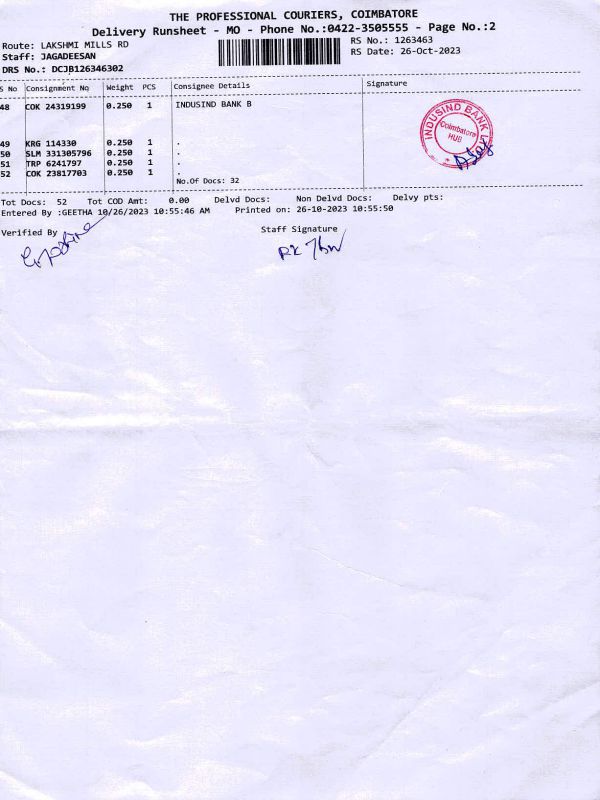 THE PROFESSIONAL COURIERS, COIMBATORE
Delivery Runsheet - MO - Phone No.:0422-3505555 - Page No.:2
Route: LAKSHMI MILLS RD
RS No.: 1263463
Staff: JAGADEESAN
RS Date: 26-Oct-2023
DRS No.: DCJB126346302
S No Consignment No Weight PCS Consignee Details Signature
48 COK 24319199 0.250 1 INDUSIND BANK B
INDUSIND BANK LTD
Coimbatore
HUB
49 KRG 114330 0.250 1 .
50 SLM 331305796 0.250 1 .
51 TRP 6241797 0.250 1 .
52 COK 23817703 0.250 1 .
No.Of Docs: 32
Tot Docs: 52 Tot COD Amt: 0.00 Delvd Docs: Non Delvd Docs: Delvy pts:
Entered By :GEETHA 10/26/2023 10:55:46 AM Printed on: 26-10-2023 10:55:50
Verified By Staff Signature